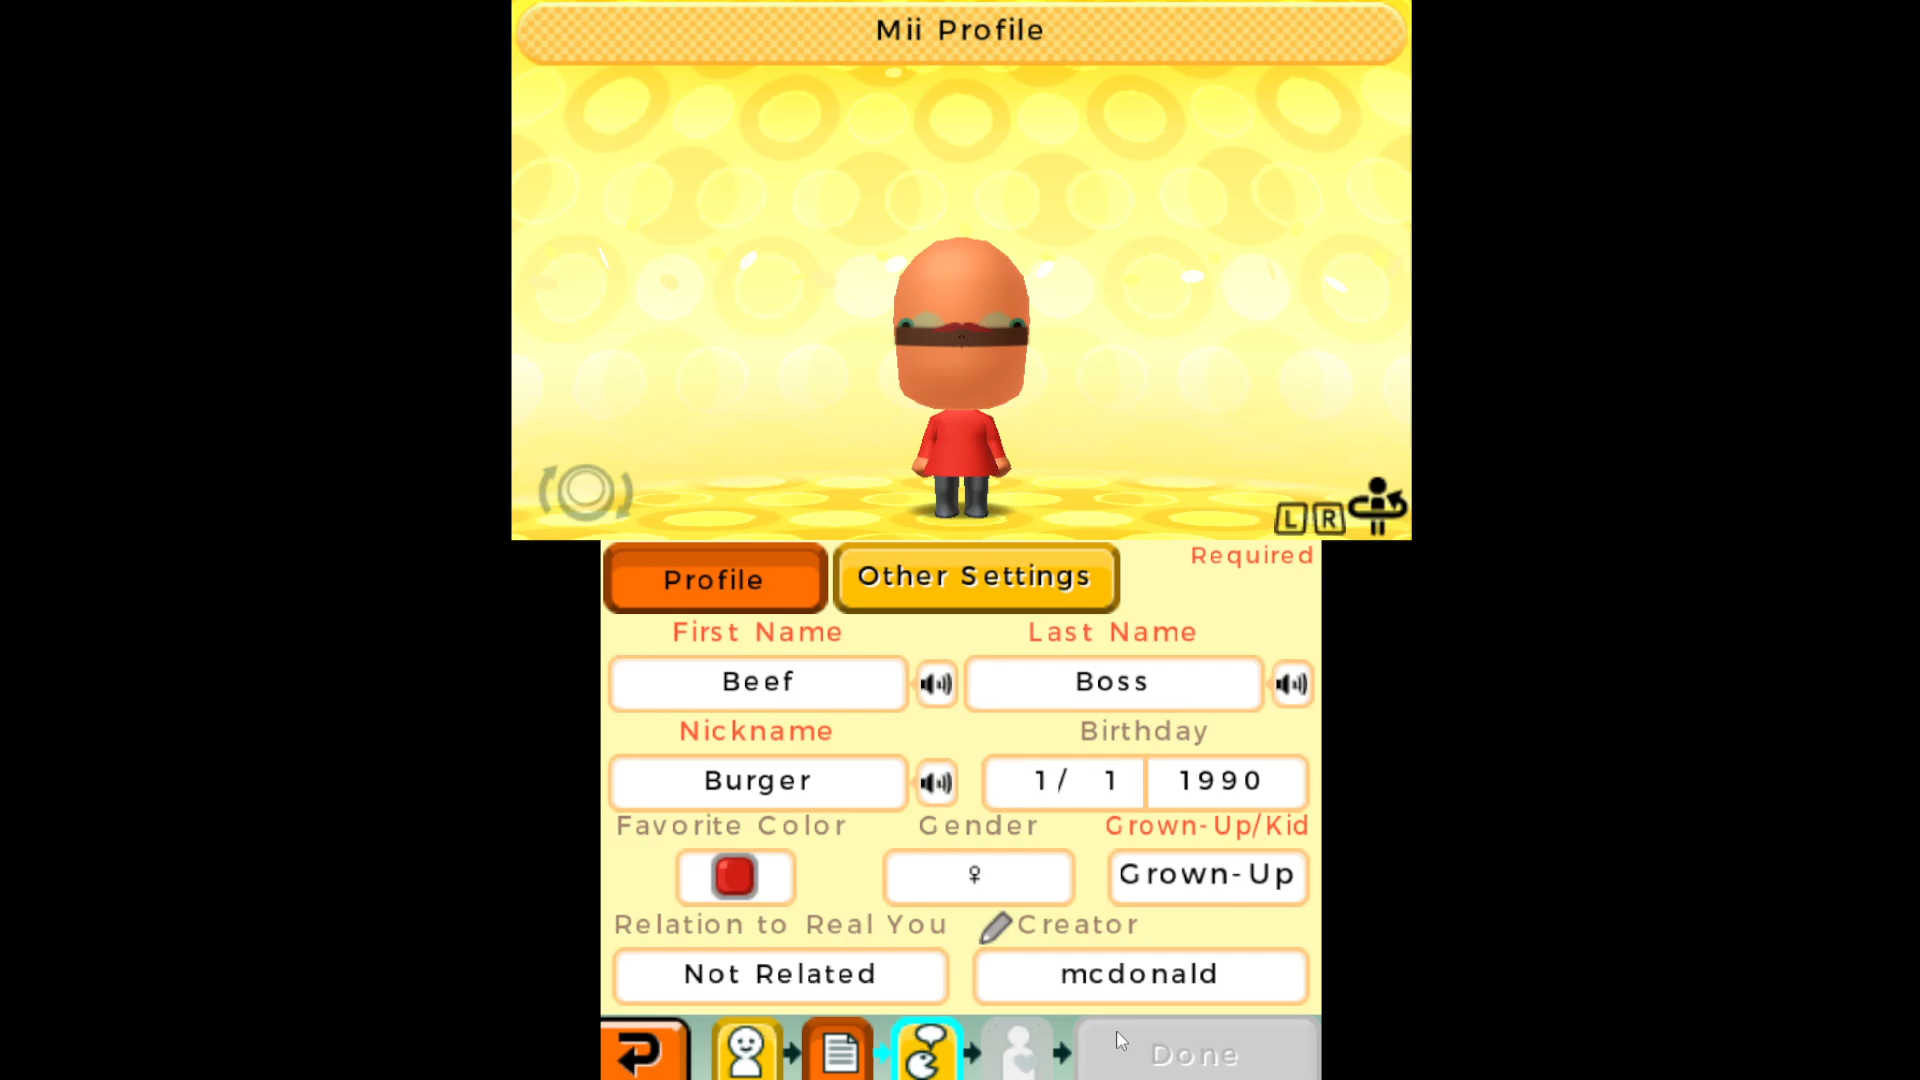 Mii Profile
L R
Profile
Other Settings
Required
First Name
Last Name
Beef
Boss
Nickname
Birthday
Burger
1 / 1
1990
Favorite Color
Gender
Grown-Up/Kid
♀
Grown-Up
Relation to Real You
Creator
Not Related
mcdonald
Done